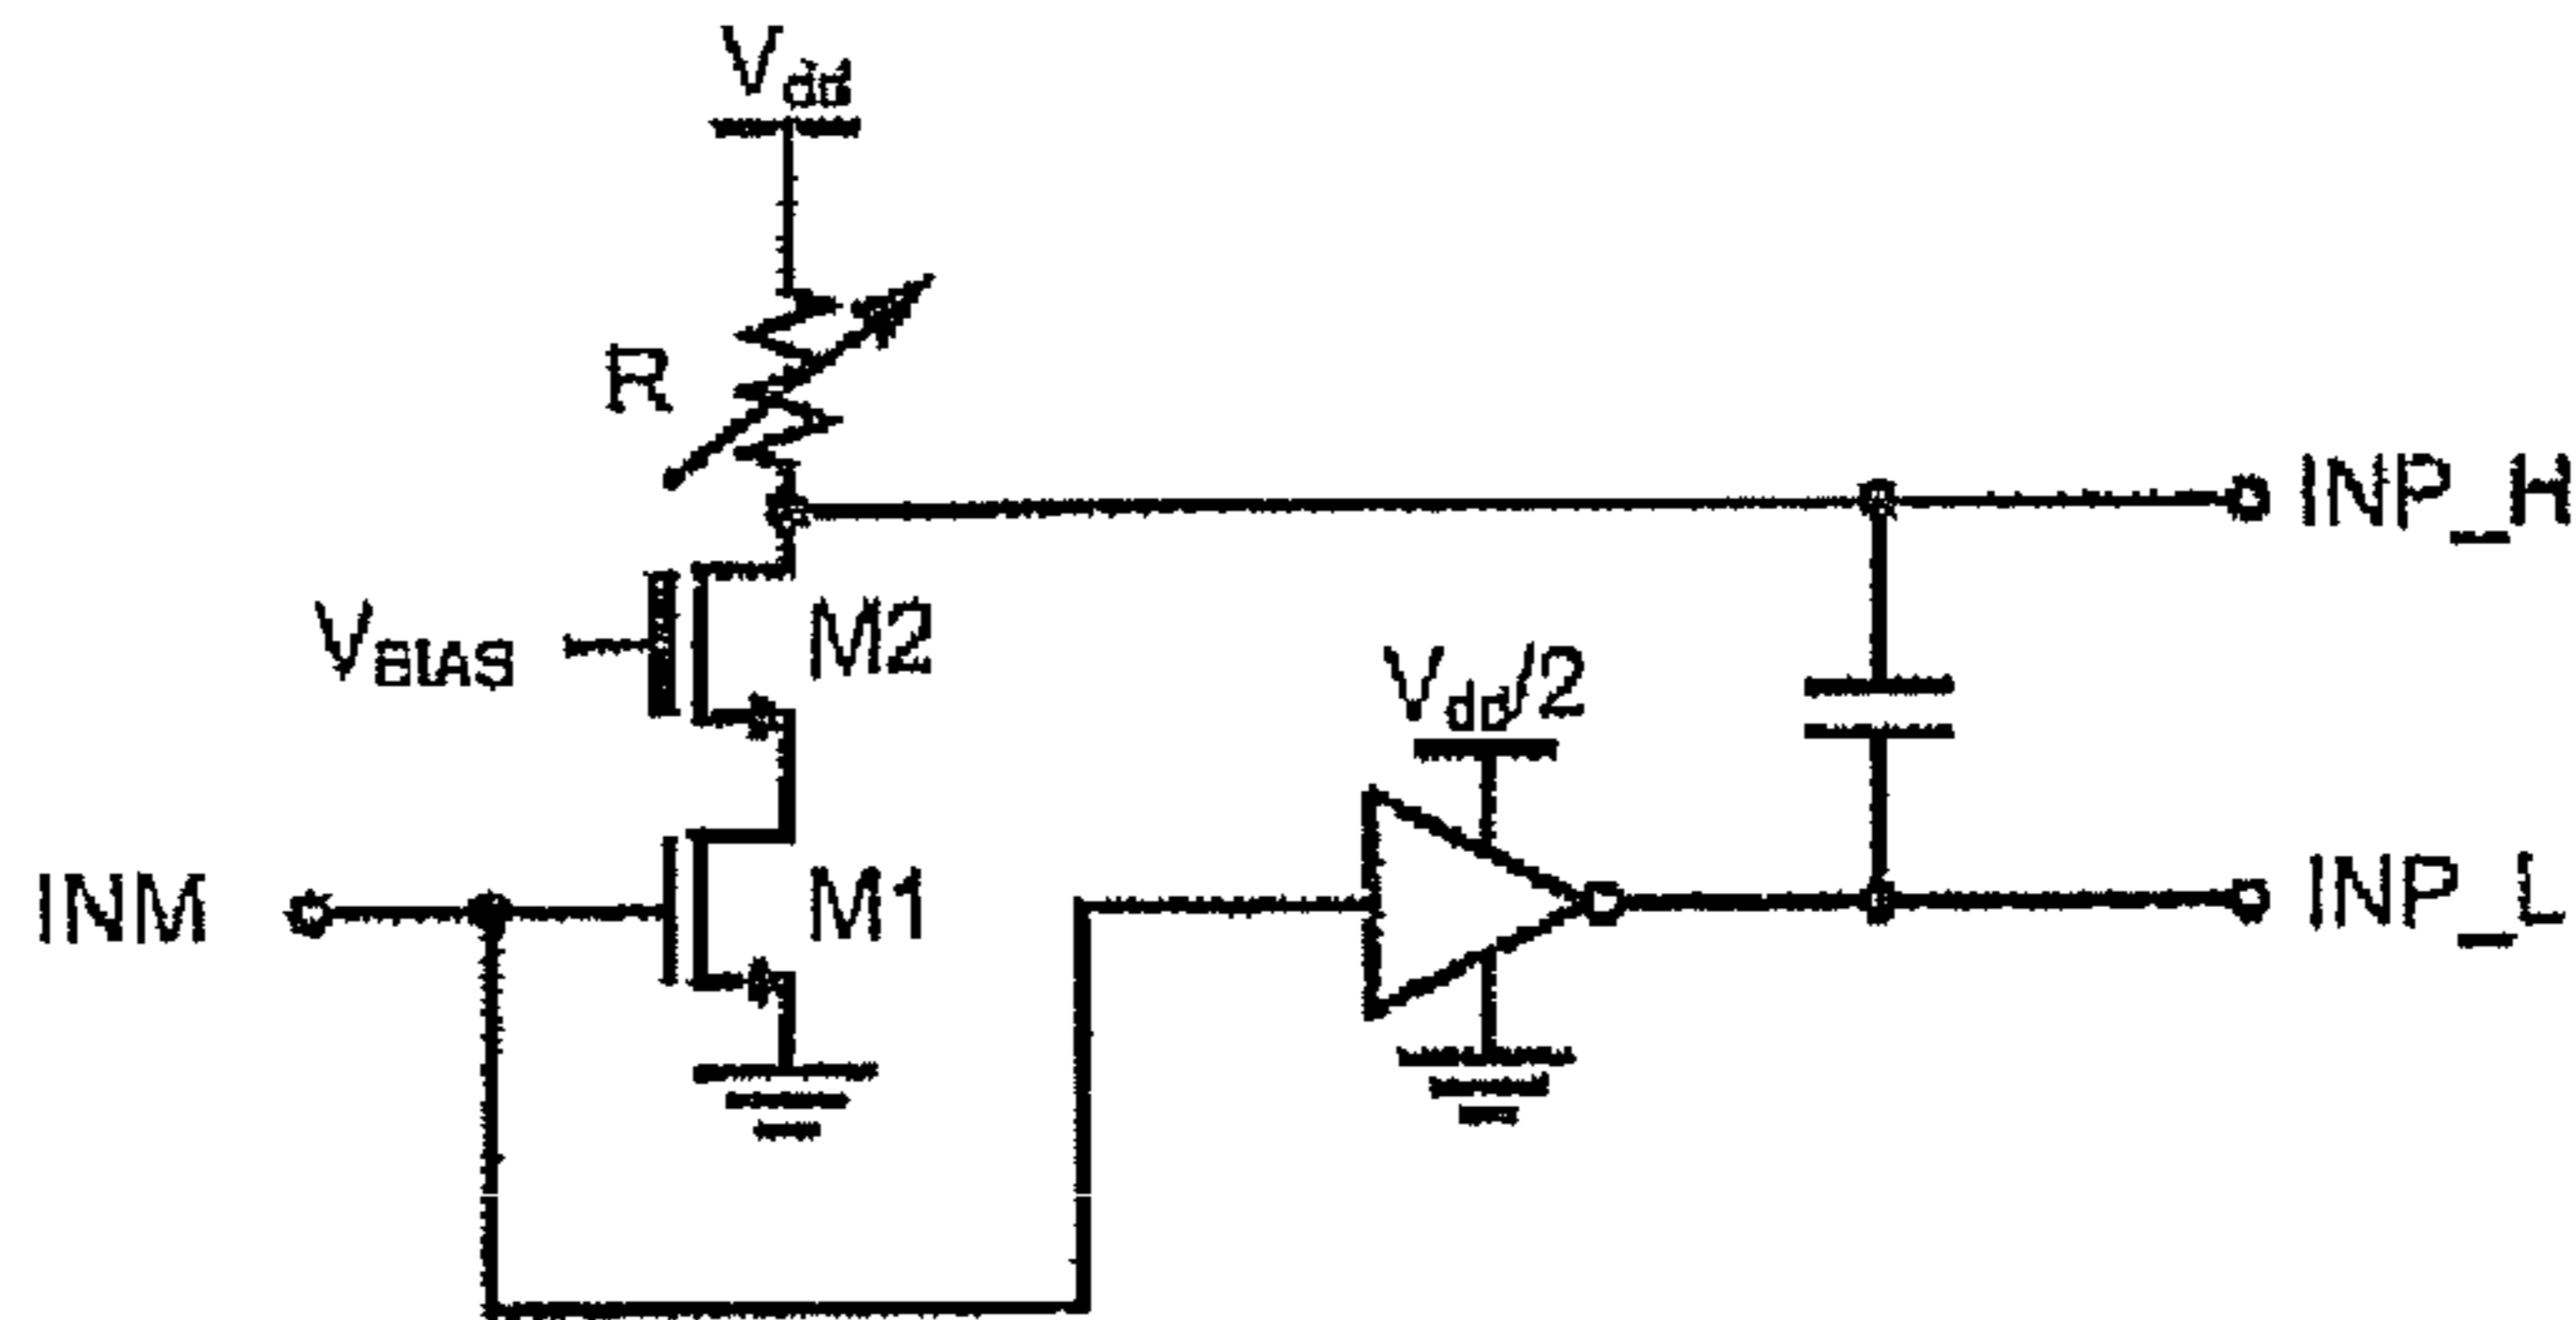 Vdd
R
INP_H
VBIAS
M2
Vdd/2
INM
M1
INP_L